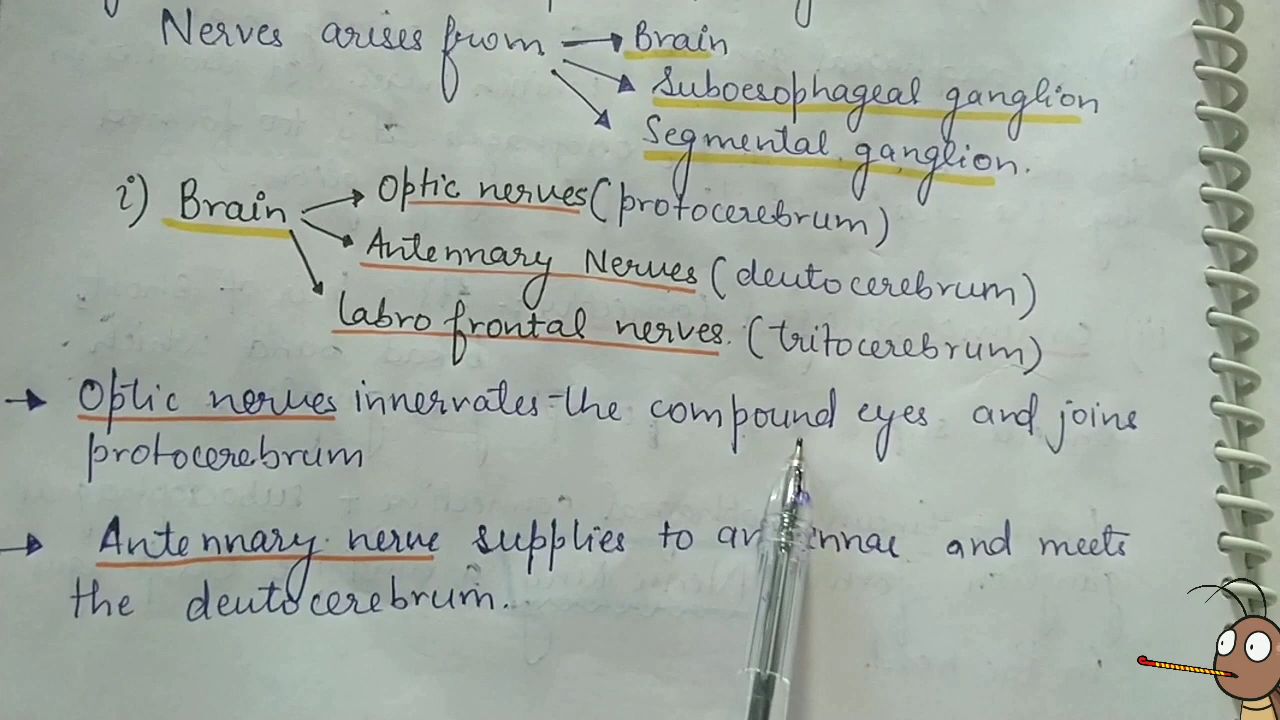 Nerves arises from → Brain
→ Suboesophageal ganglion
→ Segmental ganglion.
i) Brain → Optic nerves (protocerebrum)
→ Antennary Nerves (deutocerebrum)
→ Labro frontal nerves. (tritocerebrum)
→ Optic nerves innervates the compound eyes and joins
protocerebrum
→ Antennary nerve supplies to and meets
the deutocerebrum.